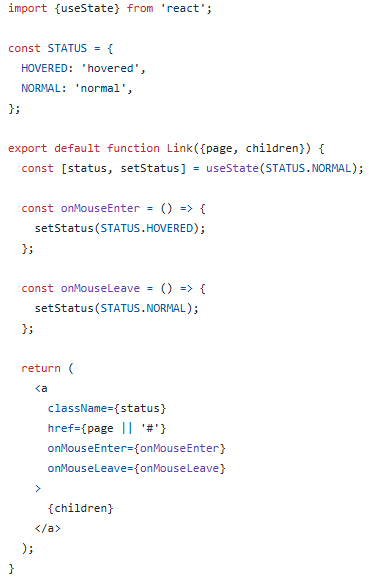 import {useState} from 'react';

const STATUS = {
  HOVERED: 'hovered',
  NORMAL: 'normal',
};

export default function Link({page, children}) {
  const [status, setStatus] = useState(STATUS.NORMAL);

  const onMouseEnter = () => {
    setStatus(STATUS.HOVERED);
  };

  const onMouseLeave = () => {
    setStatus(STATUS.NORMAL);
  };

  return (
    <a
      className={status}
      href={page || '#'}
      onMouseEnter={onMouseEnter}
      onMouseLeave={onMouseLeave}
    >
      {children}
    </a>
  );
}